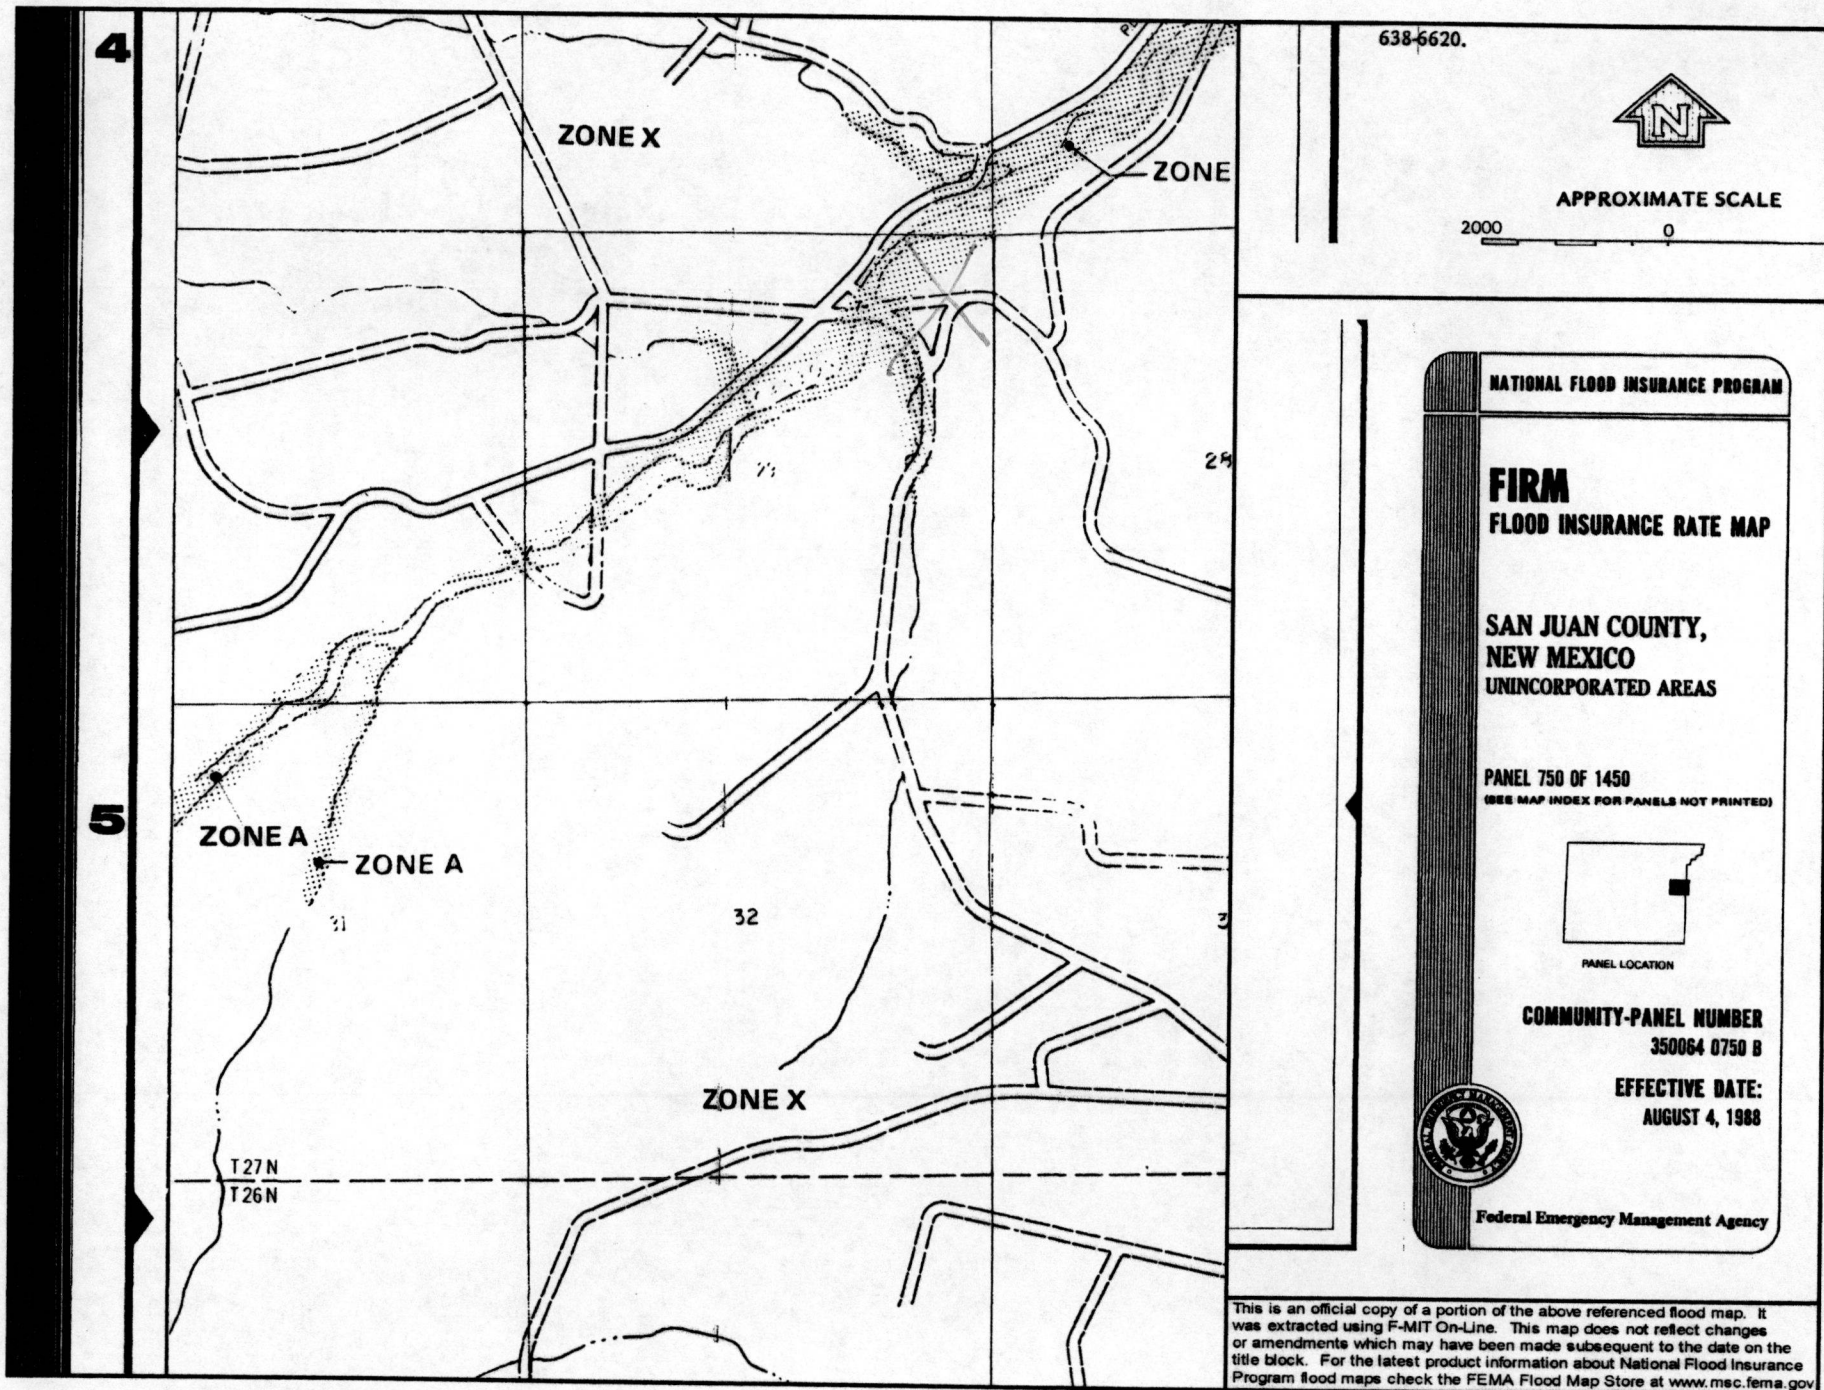 4
638-6620.
ZONE X
ZONE
N
APPROXIMATE SCALE
2000 0
NATIONAL FLOOD INSURANCE PROGRAM
FIRM
FLOOD INSURANCE RATE MAP
28
SAN JUAN COUNTY,
NEW MEXICO
UNINCORPORATED AREAS
PANEL 750 OF 1450
(SEE MAP INDEX FOR PANELS NOT PRINTED)
5
ZONE A
ZONE A
31
32
PANEL LOCATION
COMMUNITY-PANEL NUMBER
350064 0750 B
EFFECTIVE DATE:
AUGUST 4, 1988
ZONE X
T27N
T26N
Federal Emergency Management Agency
This is an official copy of a portion of the above referenced flood map. It
was extracted using F-MIT On-Line. This map does not reflect changes
or amendments which may have been made subsequent to the date on the
title block. For the latest product information about National Flood Insurance
Program flood maps check the FEMA Flood Map Store at www.msc.fema.gov